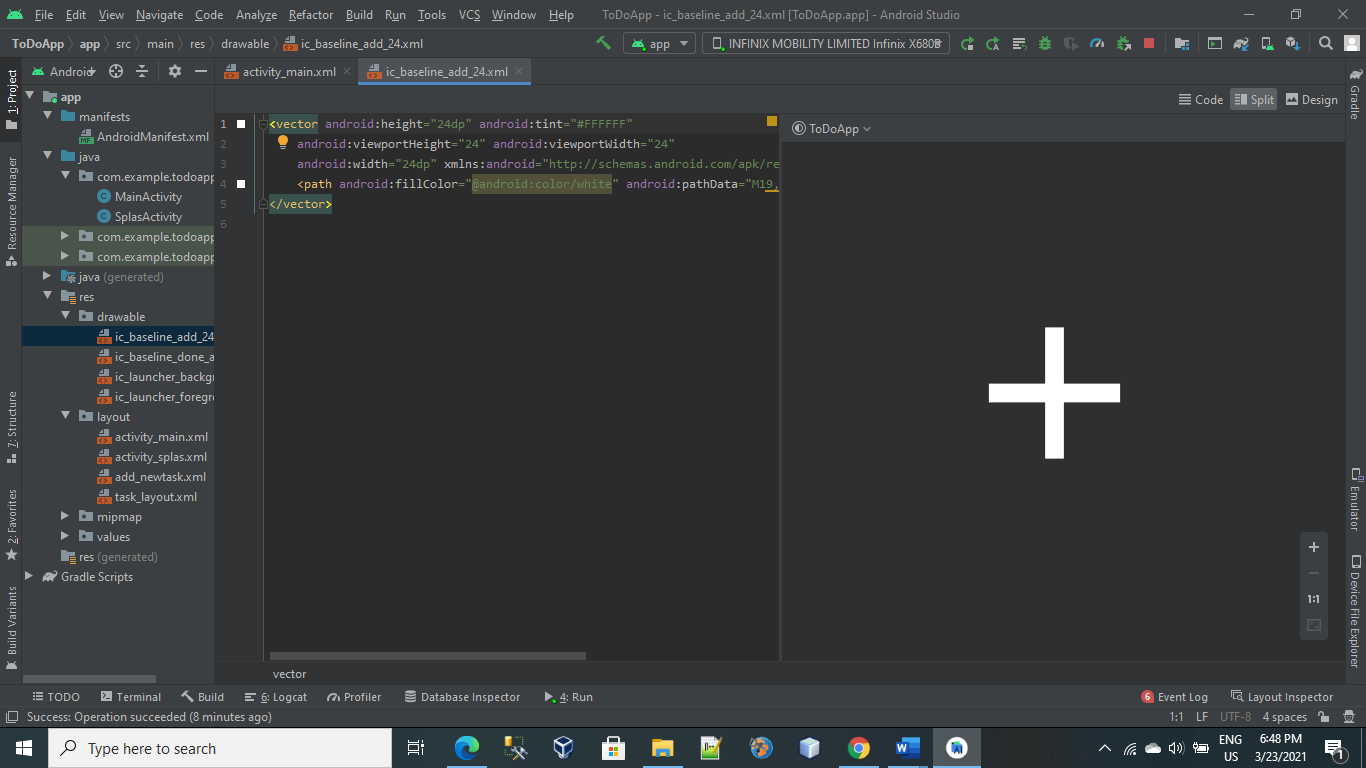 File Edit View Navigate Code Analyze Refactor Build Run Tools VCS Window Help ToDoApp - ic_baseline_add_24.xml [ToDoApp.app] - Android Studio
ToDoApp app src main res drawable ic_baseline_add_24.xml app INFINIX MOBILITY LIMITED Infinix X680B
Android activity_main.xml ic_baseline_add_24.xml
Code Split Design
1: Project
Resource Manager
7: Structure
2: Favorites
Build Variants
app
manifests
AndroidManifest.xml
java
com.example.todoapp
MainActivity
SplasActivity
com.example.todoapp
com.example.todoapp
java (generated)
res
drawable
ic_baseline_add_24
ic_baseline_done_a
ic_launcher_backgr
ic_launcher_foregro
layout
activity_main.xml
activity_splas.xml
add_newtask.xml
task_layout.xml
mipmap
values
res (generated)
Gradle Scripts
1 <vector android:height="24dp" android:tint="#FFFFFF"
2 android:viewportHeight="24" android:viewportWidth="24"
3 android:width="24dp" xmlns:android="http://schemas.android.com/apk/re
4 <path android:fillColor="@android:color/white" android:pathData="M19,
5 </vector>
6
vector
ToDoApp
1:1
Gradle
Emulator
Device File Explorer
TODO Terminal Build 6: Logcat Profiler Database Inspector 4: Run 6 Event Log Layout Inspector
Success: Operation succeeded (8 minutes ago) 1:1 LF UTF-8 4 spaces
Type here to search ENG 6:48 PM
US 3/23/2021 1